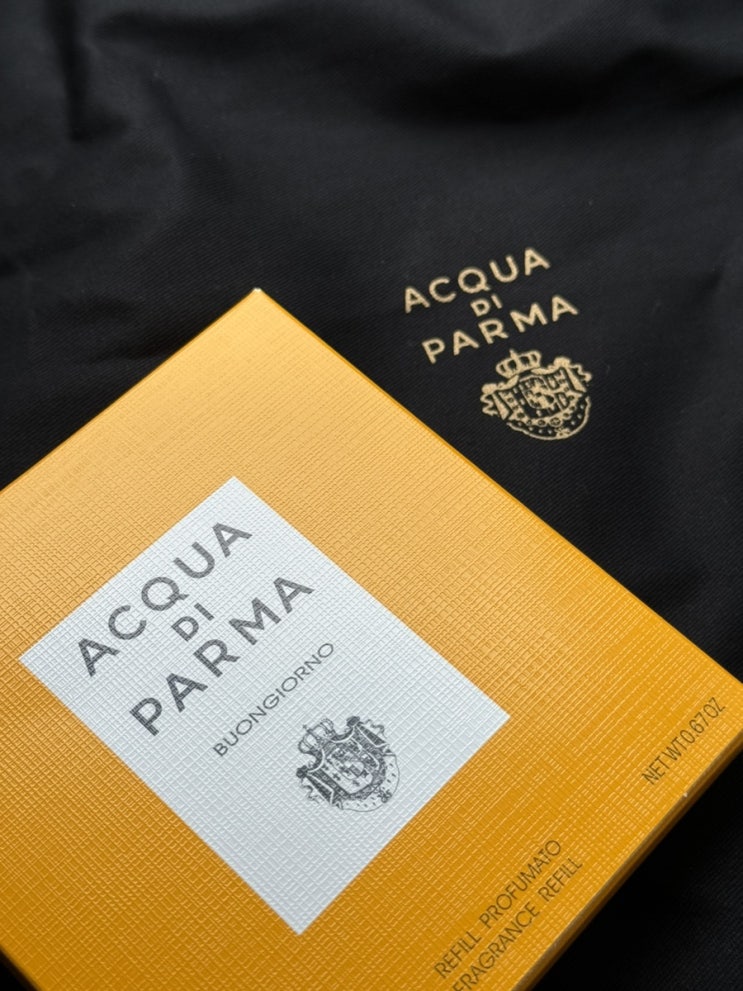 ACQUA
DI
PARMA
ACQUA
DI
PARMA
BUONGIORNO
NET WT 0.67 OZ
REFILL PROFUMATO
FRAGRANCE REFILL